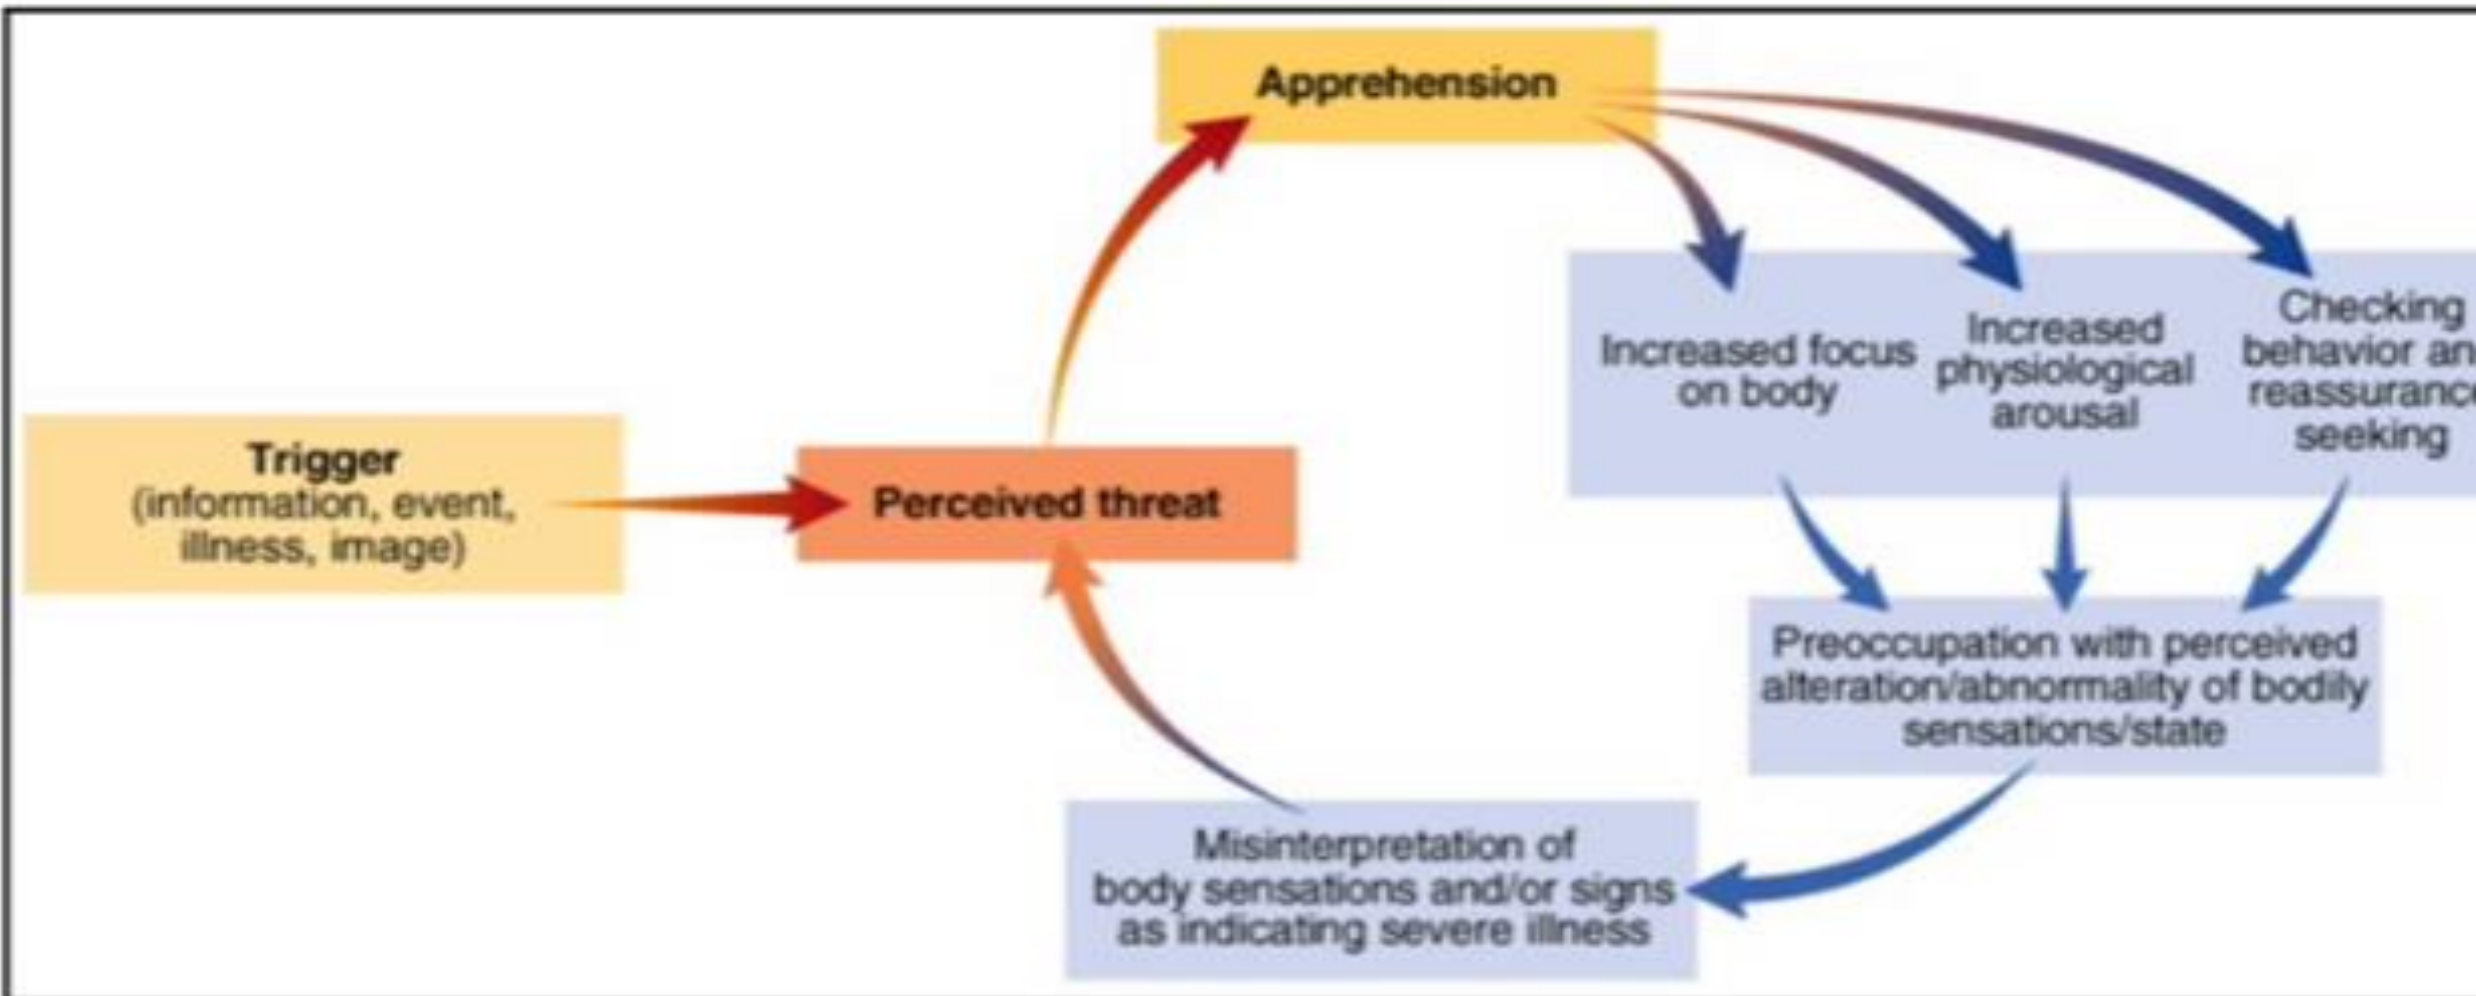 Apprehension
Increased focus
on body
Increased
physiological
arousal
Checking
behavior an
reassurance
seeking
Trigger
(information, event,
illness, image)
Perceived threat
Preoccupation with perceived
alteration/abnormality of bodily
sensations/state
Misinterpretation of
body sensations and/or signs
as indicating severe illness